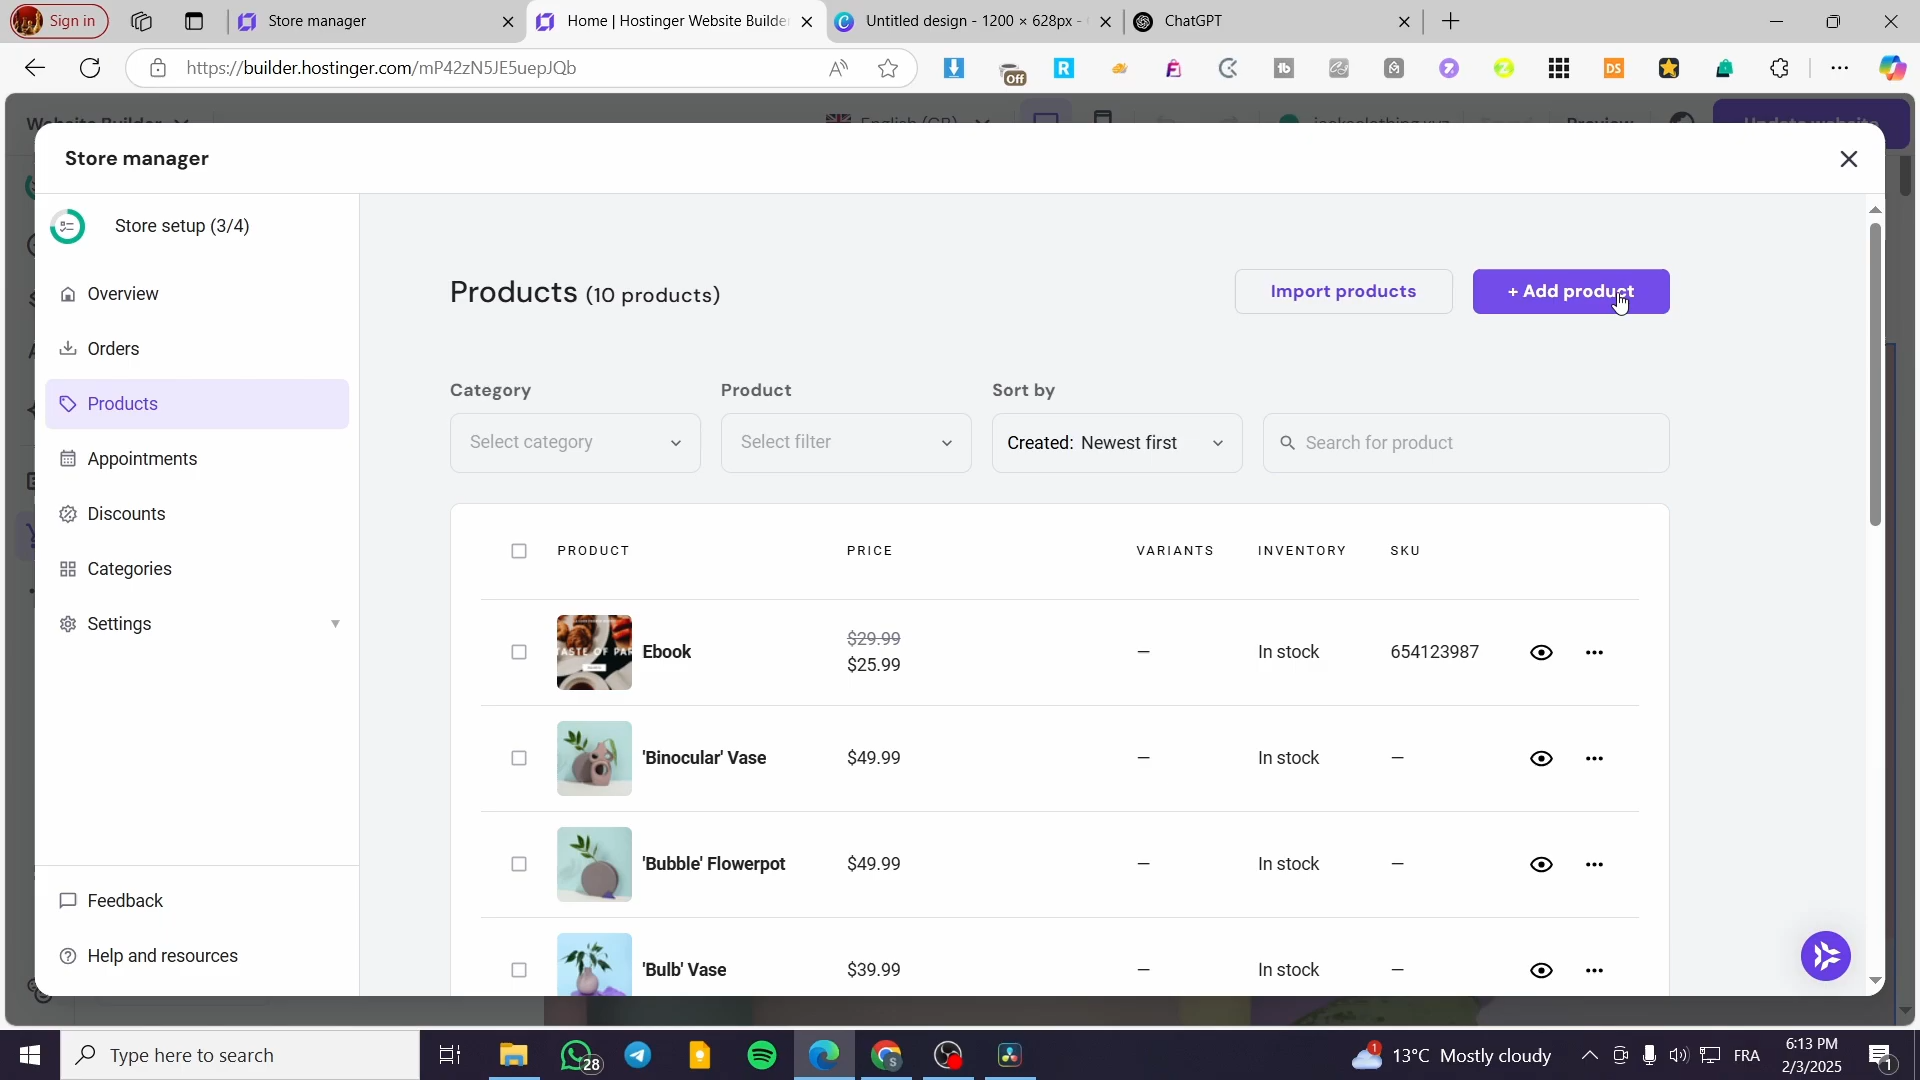 Sign in
Store manager
Home | Hostinger Website Builde
Untitled design - 1200 × 628px -
ChatGPT
https://builder.hostinger.com/mP42zN5JE5uepJQb
Off
Store manager
Store setup (3/4)
Overview
Orders
Products
Appointments
Discounts
Categories
Settings
Feedback
Help and resources
Products (10 products)
Import products
+ Add product
Category
Product
Sort by
Select category
Select filter
Created: Newest first
Search for product
PRODUCT
PRICE
VARIANTS
INVENTORY
SKU
Ebook
$29.99
$25.99
—
In stock
654123987
'Binocular' Vase
$49.99
—
In stock
—
'Bubble' Flowerpot
$49.99
—
In stock
—
'Bulb' Vase
$39.99
—
In stock
—
Type here to search
28
1
13°C Mostly cloudy
FRA
6:13 PM
2/3/2025
1